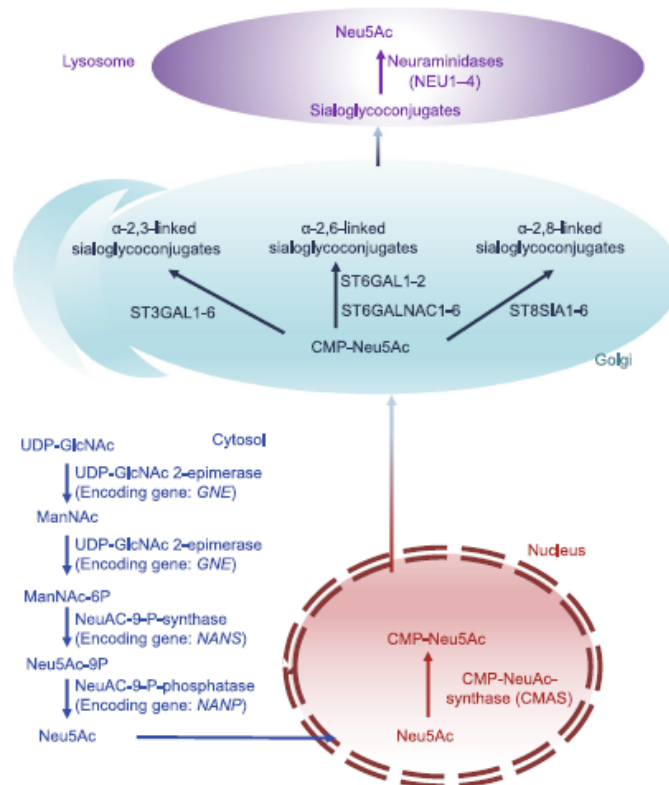 Neu5Ac
Lysosome
Neuraminidases
(NEU1–4)
Sialoglycoconjugates
α-2,3-linked
sialoglycoconjugates
α-2,6-linked
sialoglycoconjugates
α-2,8-linked
sialoglycoconjugates
ST3GAL1-6
ST6GAL1-2
ST6GALNAC1-6
ST8SIA1-6
CMP-Neu5Ac
Golgi
Cytosol
UDP-GlcNAc
UDP-GlcNAc 2-epimerase
(Encoding gene: GNE)
ManNAc
UDP-GlcNAc 2-epimerase
(Encoding gene: GNE)
ManNAc-6P
NeuAC-9-P-synthase
(Encoding gene: NANS)
Neu5Ac-9P
NeuAC-9-P-phosphatase
(Encoding gene: NANP)
Neu5Ac
Nucleus
CMP-Neu5Ac
CMP-NeuAc-
synthase (CMAS)
Neu5Ac